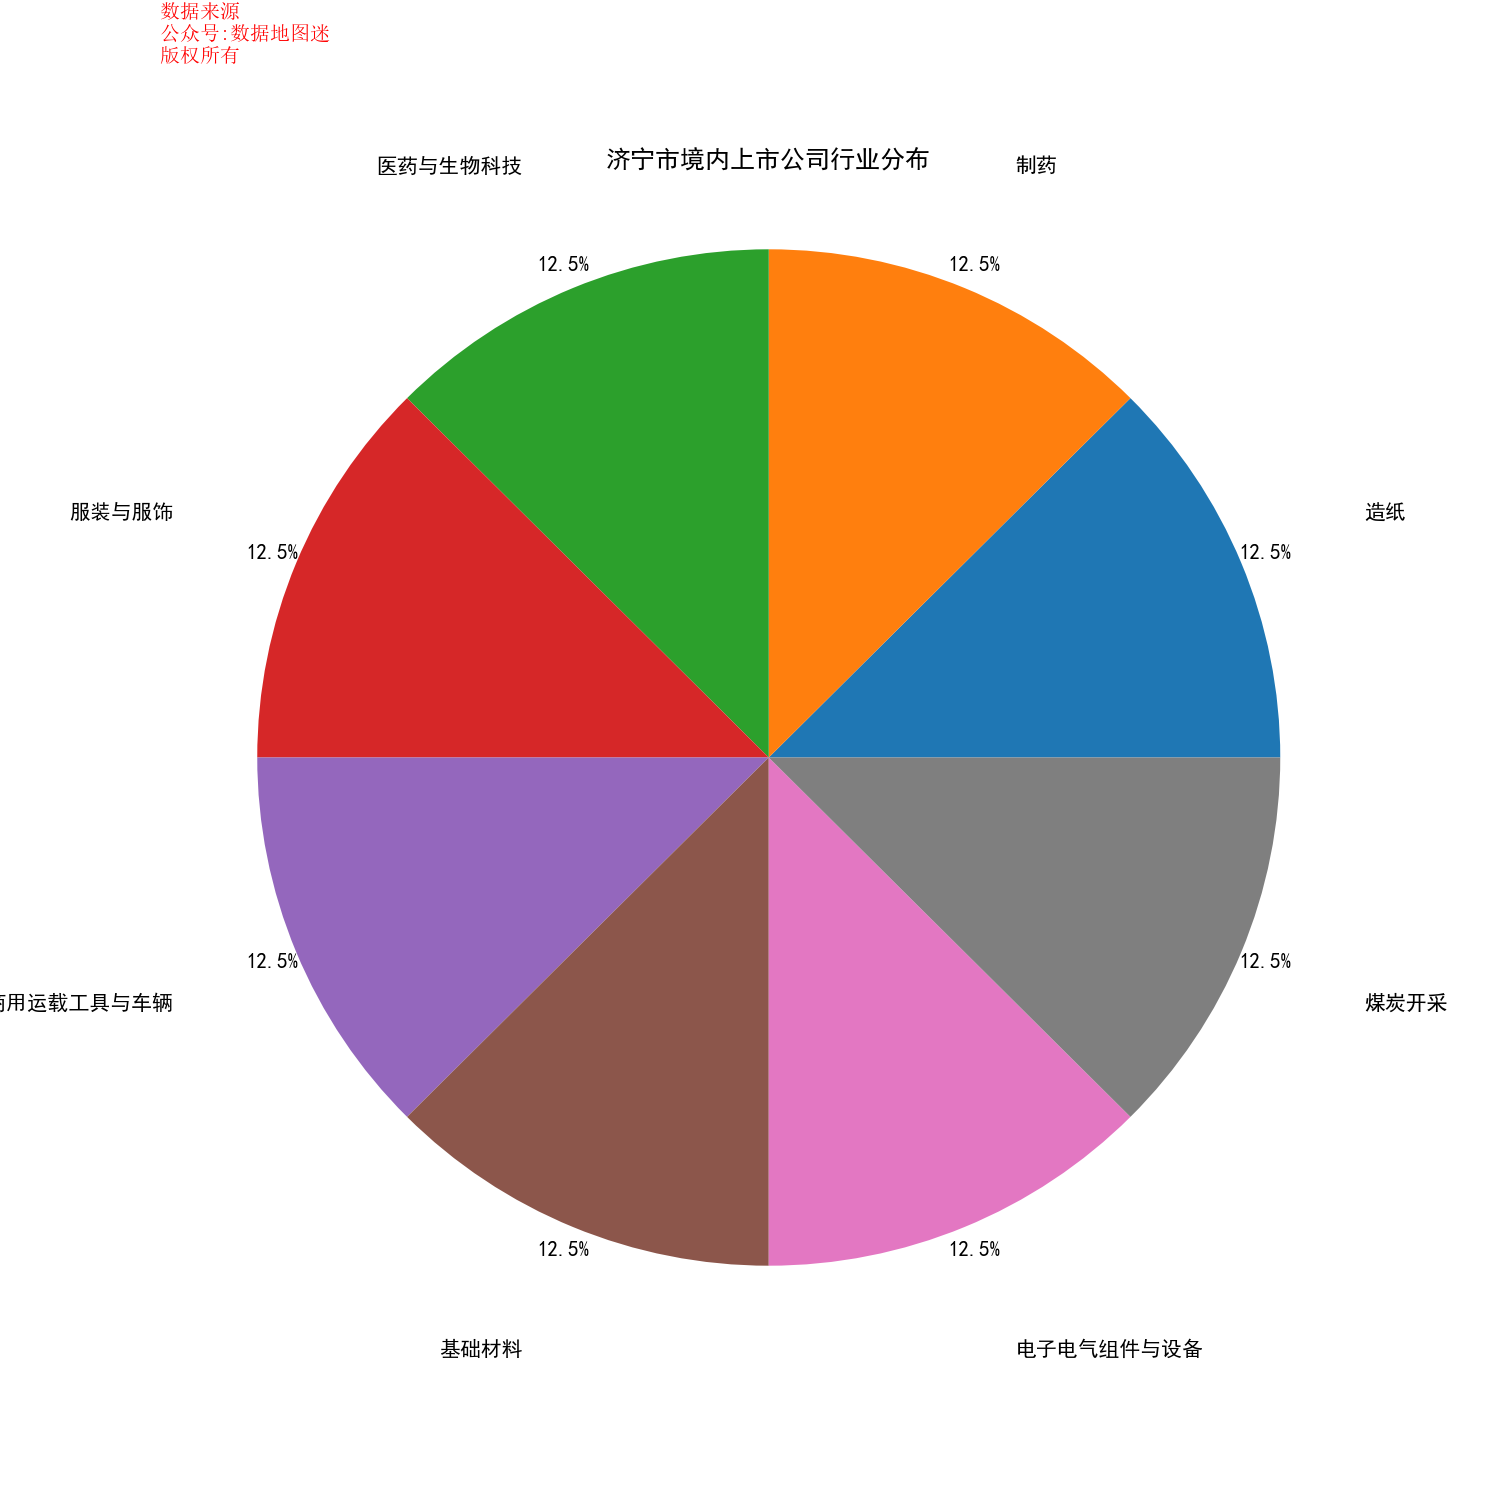 数据来源
公众号:数据地图迷
版权所有
济宁市境内上市公司行业分布
医药与生物科技
制药
12.5%
12.5%
服装与服饰
造纸
12.5%
12.5%
12.5%
12.5%
用运载工具与车辆
煤炭开采
12.5%
12.5%
基础材料
电子电气组件与设备